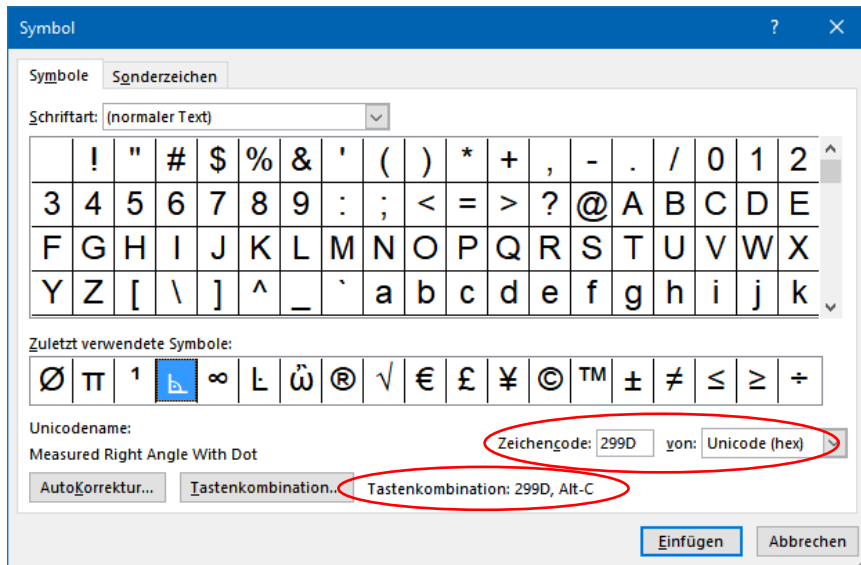 Symbol ? ×
Symbole Sonderzeichen
Schriftart: (normaler Text)
! " # $ % & ' ( ) * + , - . / 0 1 2
3 4 5 6 7 8 9 : ; < = > ? @ A B C D E
F G H I J K L M N O P Q R S T U V W X
Y Z [ \ ] ^ _ ` a b c d e f g h i j k
Zuletzt verwendete Symbole:
Ø π ¹ ⦝ ∞ Ŀ ὣ ® √ € £ ¥ © ™ ± ≠ ≤ ≥ ÷
Unicodename:
Measured Right Angle With Dot
Zeichencode: 299D von: Unicode (hex)
AutoKorrektur... Tastenkombination... Tastenkombination: 299D, Alt-C
Einfügen Abbrechen